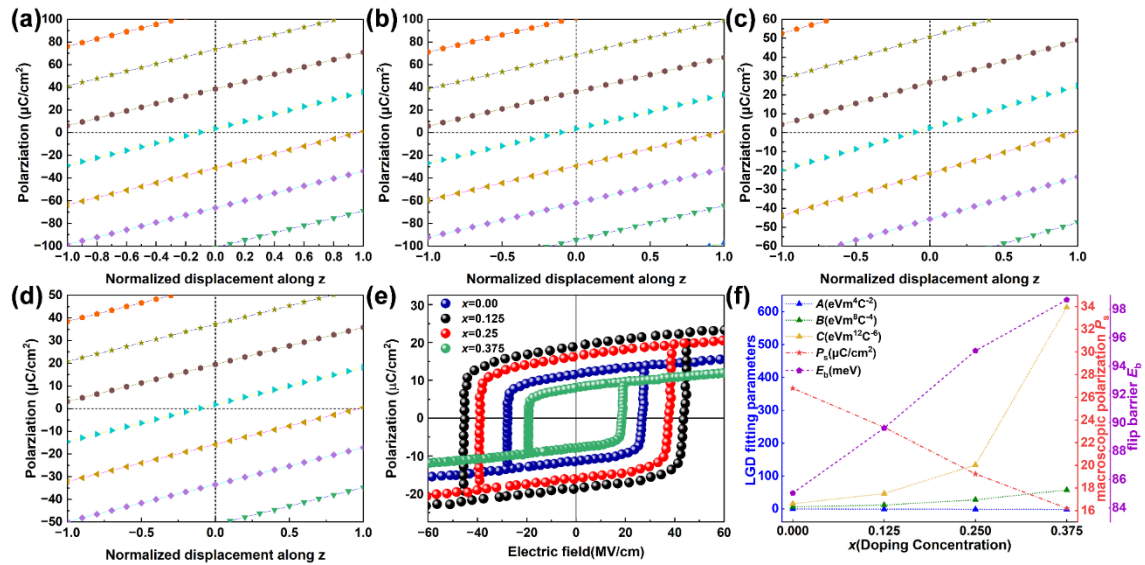 (a)
100
80
60
40
20
0
−20
−40
−60
−80
−100
Polarziation (μC/cm²)
−1.0 −0.8 −0.6 −0.4 −0.2 0.0 0.2 0.4 0.6 0.8 1.0
Normalized displacement along z
(b)
100
80
60
40
20
0
−20
−40
−60
−80
−100
Polarziation (μC/cm²)
−1.0 −0.5 0.0 0.5 1.0
Normalized displacement along z
(c)
60
50
40
30
20
10
0
−10
−20
−30
−40
−50
−60
Polarziation (μC/cm²)
−1.0 −0.5 0.0 0.5 1.0
Normalized displacement along z
(d)
50
40
30
20
10
0
−10
−20
−30
−40
−50
Polarziation (μC/cm²)
−1.0 −0.5 0.0 0.5 1.0
Normalized displacement along z
(e)
x=0.00
x=0.125
x=0.25
x=0.375
30
20
10
0
−10
−20
Polarization (μC/cm²)
−60 −40 −20 0 20 40 60
Electric field(MV/cm)
(f)
A(eVm⁴C⁻²)
B(eVm⁸C⁻⁴)
C(eVm¹²C⁻⁶)
Pₛ(μC/cm²)
E_b(meV)
600
500
400
300
200
100
0
LGD fitting parameters
0.000 0.125 0.250 0.375
x(Doping Concentration)
34
32
30
28
26
24
22
20
18
16
macroscopic polarization Pₛ
98
96
94
92
90
88
86
84
flip barrier E_b